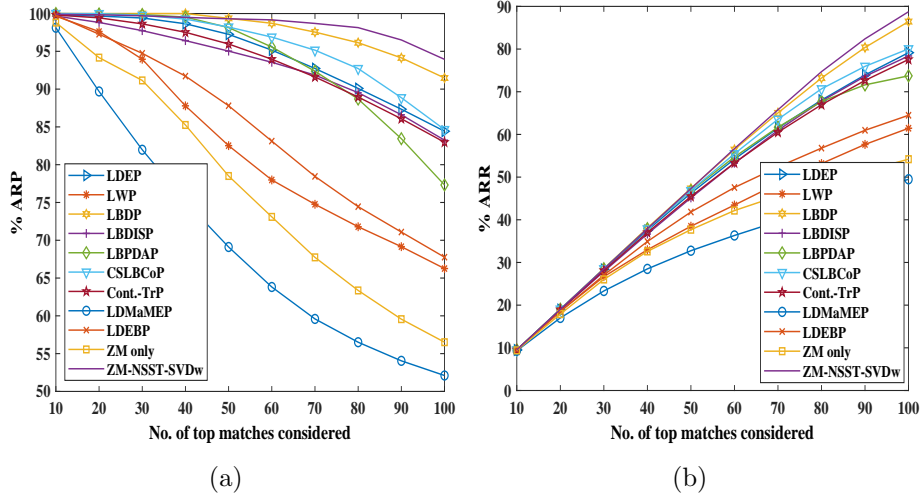 % ARP
100
95
90
85
80
75
70
65
60
55
50
10 20 30 40 50 60 70 80 90 100
No. of top matches considered
LDEP
LWP
LBDP
LBDISP
LBPDAP
CSLBCoP
Cont.-TrP
LDMaMEP
LDEBP
ZM only
ZM-NSST-SVDw
(a)
% ARR
90
80
70
60
50
40
30
20
10
0
10 20 30 40 50 60 70 80 90 100
No. of top matches considered
LDEP
LWP
LBDP
LBDISP
LBPDAP
CSLBCoP
Cont.-TrP
LDMaMEP
LDEBP
ZM only
ZM-NSST-SVDw
(b)